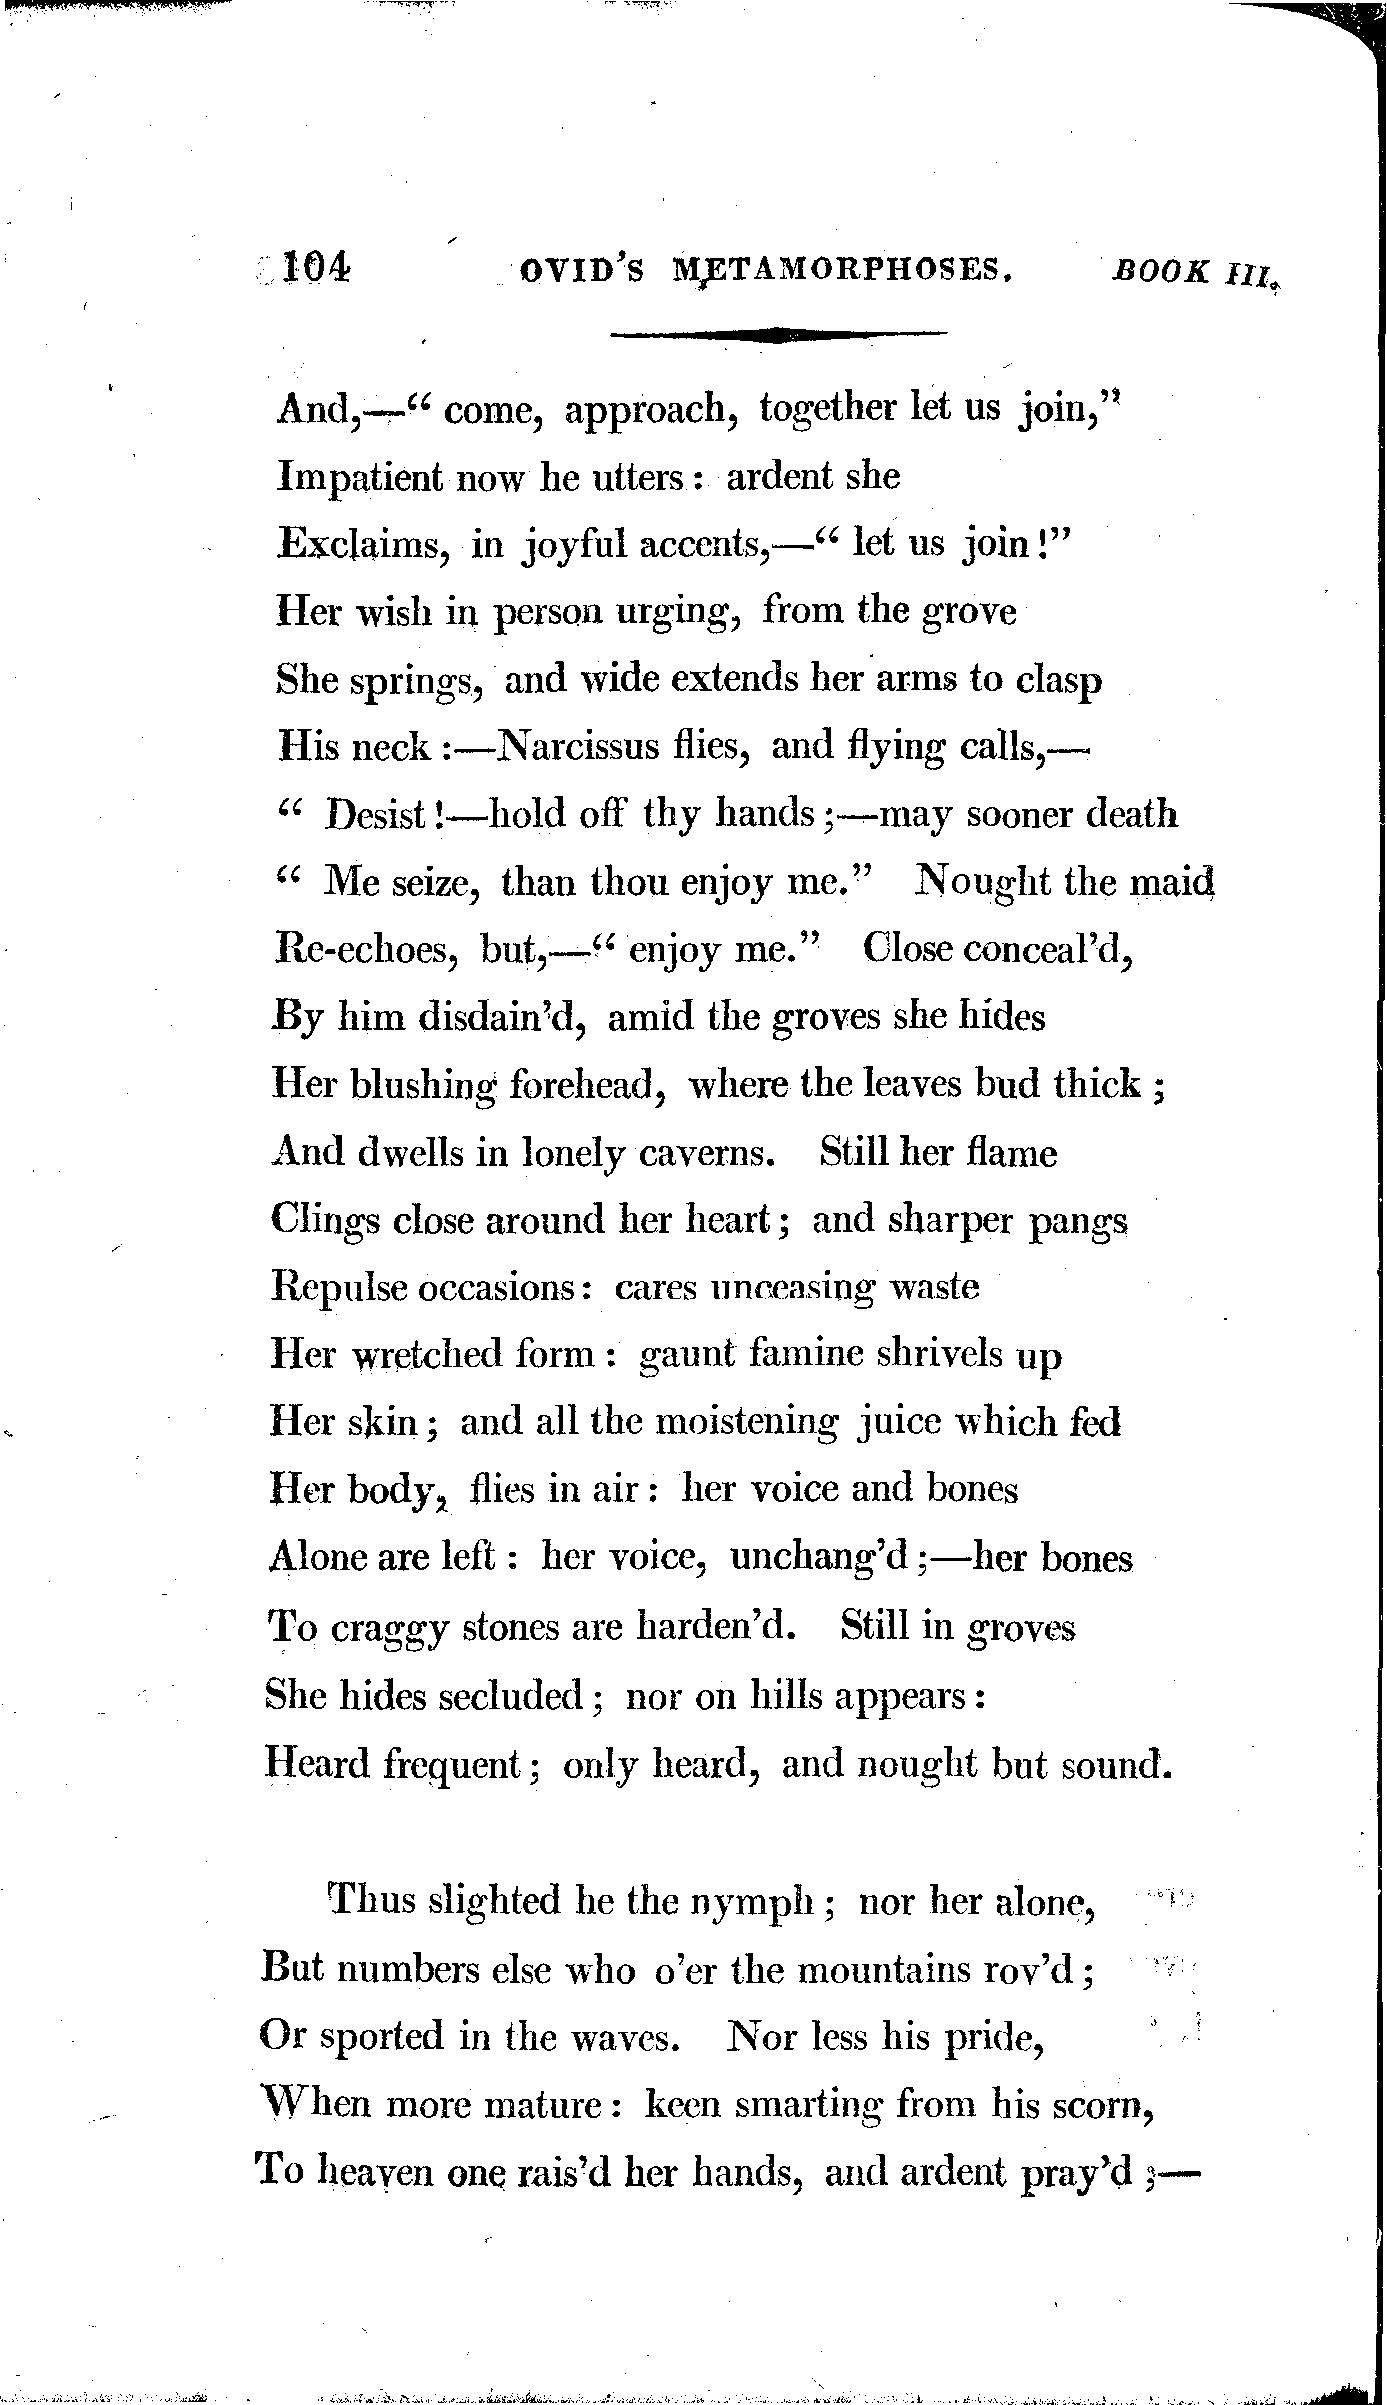 104 OVID'S METAMORPHOSES. BOOK III.
And,—“ come, approach, together let us join,”
Impatient now he utters : ardent she
Exclaims, in joyful accents,—“ let us join !”
Her wish in person urging, from the grove
She springs, and wide extends her arms to clasp
His neck :—Narcissus flies, and flying calls,—
“ Desist !—hold off thy hands ;—may sooner death
“ Me seize, than thou enjoy me.” Nought the maid
Re-echoes, but,—“ enjoy me.” Close conceal'd,
By him disdain'd, amid the groves she hides
Her blushing forehead, where the leaves bud thick ;
And dwells in lonely caverns. Still her flame
Clings close around her heart ; and sharper pangs
Repulse occasions : cares unceasing waste
Her wretched form : gaunt famine shrivels up
Her skin ; and all the moistening juice which fed
Her body, flies in air : her voice and bones
Alone are left : her voice, unchang'd ;—her bones
To craggy stones are harden'd. Still in groves
She hides secluded ; nor on hills appears :
Heard frequent ; only heard, and nought but sound.
Thus slighted he the nymph ; nor her alone,
But numbers else who o'er the mountains rov'd ;
Or sported in the waves. Nor less his pride,
When more mature : keen smarting from his scorn,
To heaven one rais'd her hands, and ardent pray'd ;—